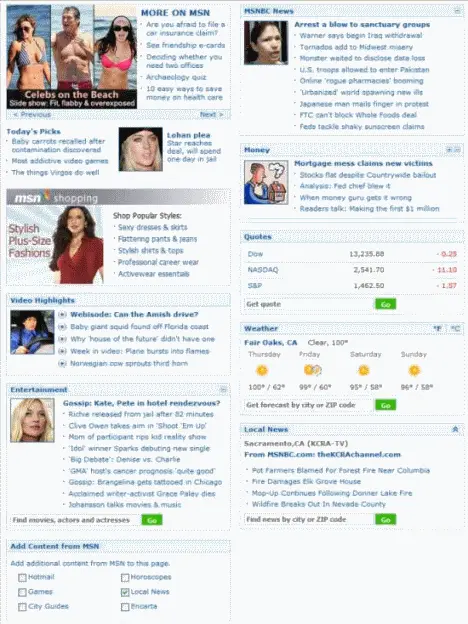 MORE ON MSN
Are you afraid to file a
car insurance claim?
Sex friendship e-cards
Deciding whether you
need two offices
Archaeology quiz
10 easy ways to save
money on health care
Celebs on the Beach
Slide show: Fit, flabby & overexposed
< Previous
Next >
Today's Picks
Baby carrots recalled after
contamination discovered
Most addictive video games
The things Virgos do well
Lohan plea
Star reaches
deal, will spend
one day in jail
msn shopping
Stylish
Plus-Size
Fashions
Shop Popular Styles:
Sexy dresses & skirts
Flattering pants & jeans
Stylish shirts & tops
Professional career wear
Activewear essentials
Video Highlights
Webisode: Can the Amish drive?
Baby giant squid found off Florida coast
Why 'house of the future' didn't have one
Week in video: Plane bursts into flames
Norwegian cow sprouts third horn
Entertainment
Gossip: Kate, Pete in hotel rendezvous?
Richie released from jail after 82 minutes
Clive Owen takes aim in 'Shoot 'Em Up'
Mom of participant rips kid reality show
'Idol' winner Sparks debuting new single
'Big Debate': Denise vs. Charlie
'GMA' host's cancer prognosis 'quite good'
Gossip: Brangelina gets tattooed in Chicago
Acclaimed writer-activist Grace Paley dies
Johansson talks movies & music
Find movies, actors and actresses
Go
Add Content from MSN
Add additional content from MSN to this page.
Hotmail
Horoscopes
Games
Local News
City Guides
Encarta
MSNBC News
Arrest a blow to sanctuary groups
Warner says begin Iraq withdrawal
Tornados add to Midwest misery
Monster waited to disclose data loss
U.S. troops allowed to enter Pakistan
Online 'rogue pharmacies' booming
'Urbanized' world spawning new ills
Japanese man mails finger in protest
FTC can't block Whole Foods deal
Feds tackle shaky sunscreen claims
Money
Mortgage mess claims new victims
Stocks flat despite Countrywide bailout
Analysis: Fed chief blew it
When money guru gets it wrong
Readers talk: Making the first $1 million
Quotes
Dow 13,235.88 - 0.25
NASDAQ 2,541.70 - 11.10
S&P 1,462.50 - 1.57
Get quote
Go
Weather
°F °C
Fair Oaks, CA Clear, 100°
Thursday Friday Saturday Sunday
100° / 62° 99° / 60° 95° / 58° 86° / 58°
Get forecast by city or ZIP code
Go
Local News
Sacramento,CA (KCRA-TV)
From MSNBC.com: theKCRAchannel.com
Pot Farmers Blamed For Forest Fire Near Columbia
Fire Damages Elk Grove House
Mop-Up Continues Following Donner Lake Fire
Wildfire Breaks Out In Nevada County
Find news by city or ZIP code
Go